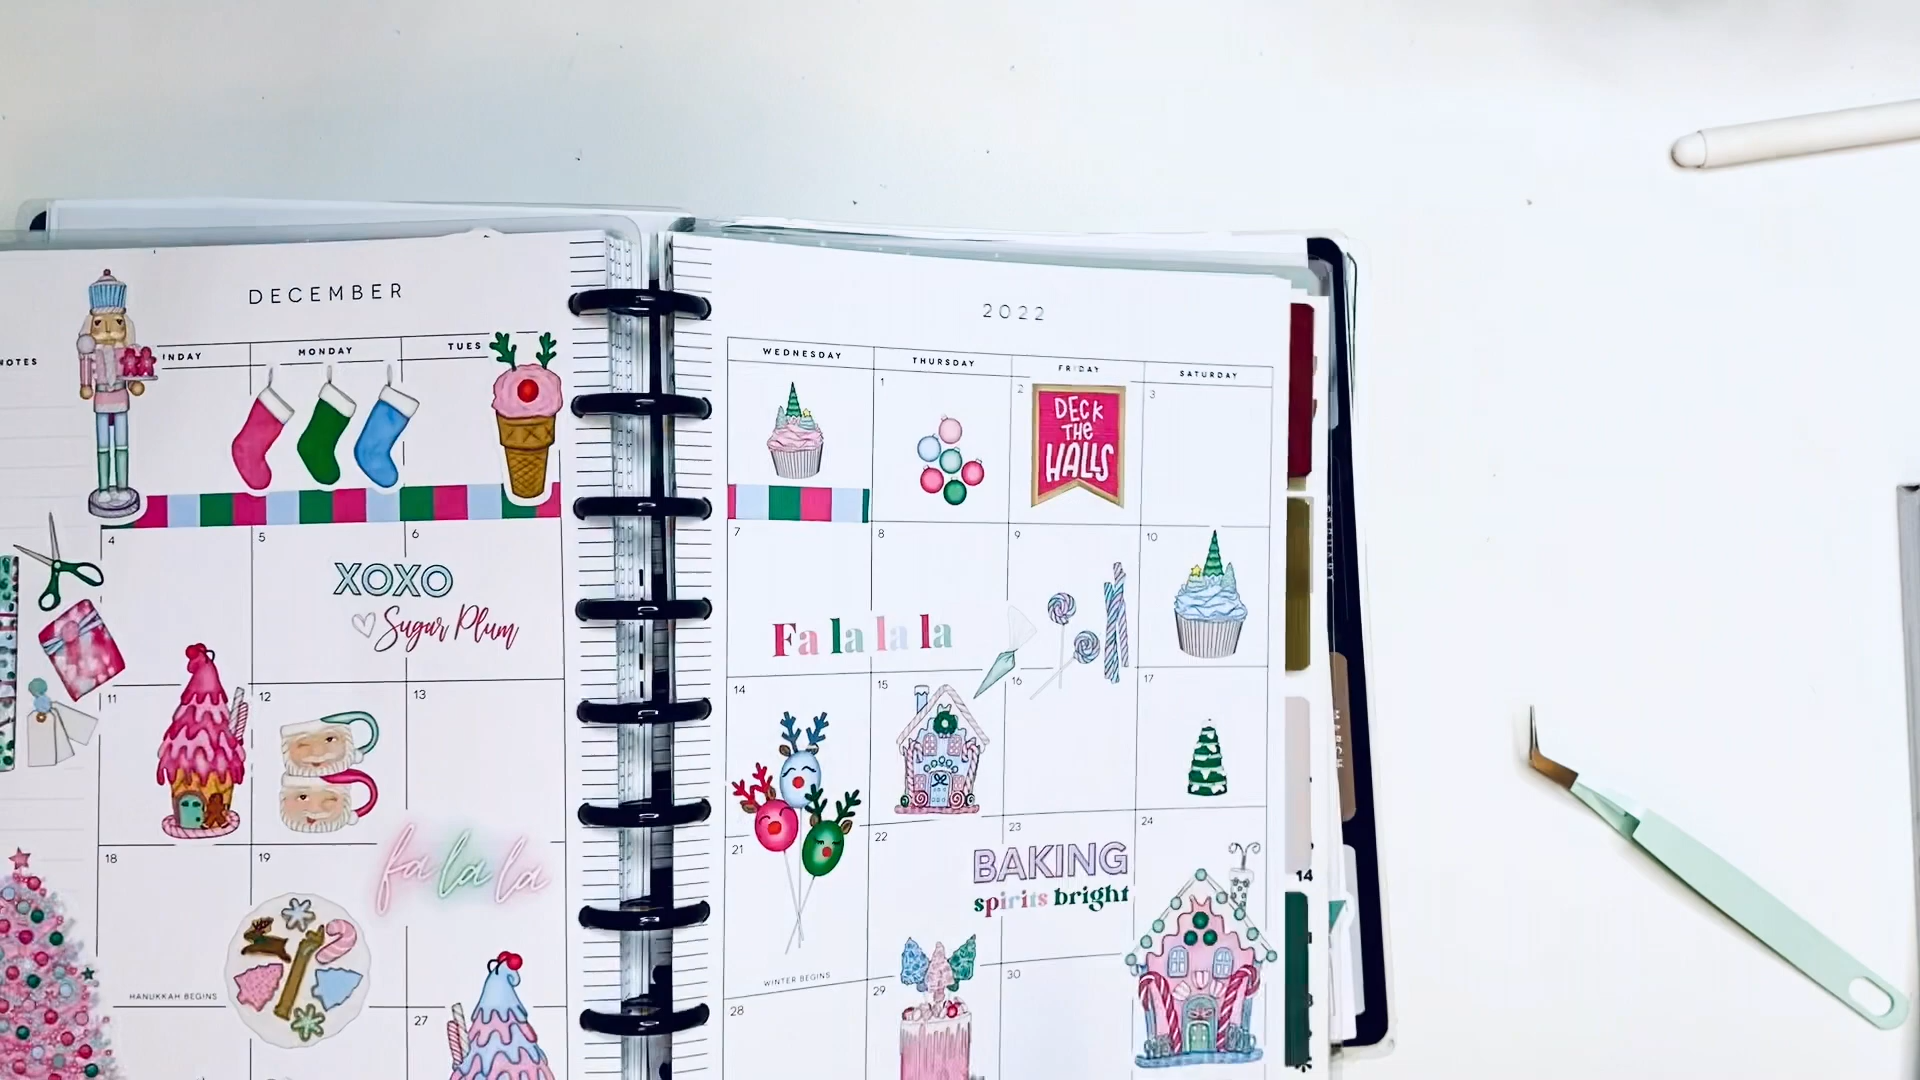 DECEMBER
NOTES
MONDAY
TUES
4
5
6
XOXO
Sugar Plum
11
12
13
18
19
fa la la
HANUKKAH BEGINS
27
2022
WEDNESDAY
THURSDAY
FRIDAY
SATURDAY
1
2
3
DECK
THE
HALLS
7
8
9
10
Fa la la la
14
15
16
17
21
22
23
24
BAKING
spirits bright
WINTER BEGINS
28
29
30
MARCH
14